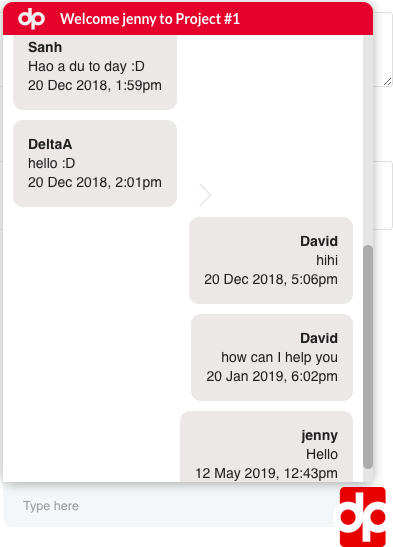 dp Welcome jenny to Project #1
Sanh
Hao a du to day :D
20 Dec 2018, 1:59pm
DeltaA
hello :D
20 Dec 2018, 2:01pm
David
hihi
20 Dec 2018, 5:06pm
David
how can I help you
20 Jan 2019, 6:02pm
jenny
Hello
12 May 2019, 12:43pm
Type here
dp